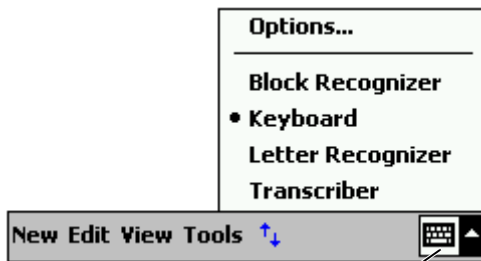 Options...
Block Recognizer
Keyboard
Letter Recognizer
Transcriber
New Edit View Tools